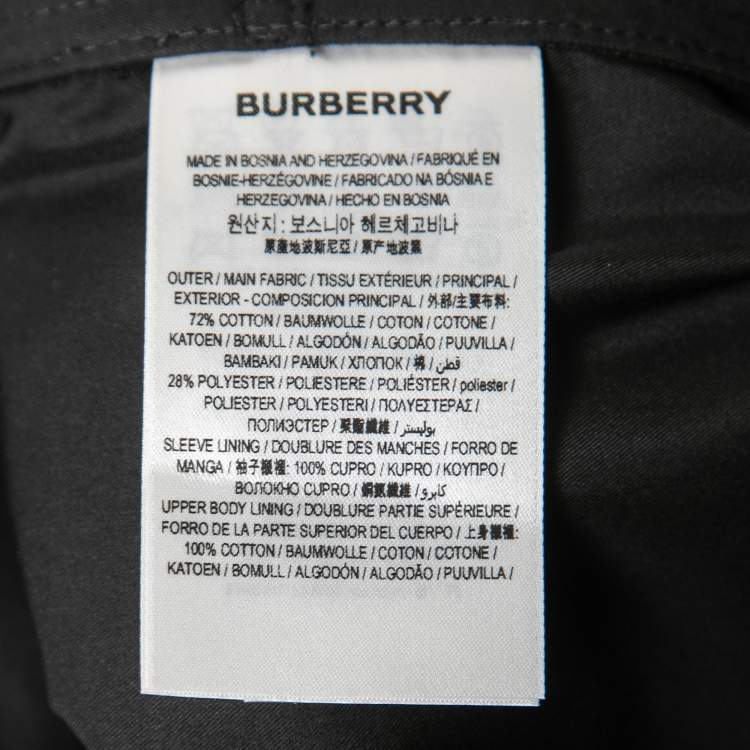 BURBERRY
MADE IN BOSNIA AND HERZEGOVINA / FABRIQUÉ EN
BOSNIE-HERZÉGOVINE / FABRICADO NA BÓSNIA E
HERZEGOVINA / HECHO EN BOSNIA
원산지 : 보스니아 헤르체고비나
原產地波斯尼亞 / 原产地波黑
OUTER / MAIN FABRIC / TISSU EXTÉRIEUR / PRINCIPAL /
EXTERIOR - COMPOSICION PRINCIPAL / 外部/主要布料:
72% COTTON / BAUMWOLLE / COTON / COTONE /
KATOEN / BOMULL / ALGODÓN / ALGODÃO / PUUVILLA /
BAMBAKI / PAMUK / ХЛОПОК / 棉 / قطن /
28% POLYESTER / POLIESTERE / POLIÉSTER / poliester /
POLIESTER / POLYESTERI / ΠΟΛΥΕΣΤΕΡΑΣ /
ПОЛИЭСТЕР / 聚酯纖維 / بوليستر /
SLEEVE LINING / DOUBLURE DES MANCHES / FORRO DE
MANGA / 袖子襯裡: 100% CUPRO / KUPRO / ΚΟΥΠΡΟ /
ВОЛОКНО CUPRO / 銅氨纖維 / كابرو /
UPPER BODY LINING / DOUBLURE PARTIE SUPÉRIEURE /
FORRO DE LA PARTE SUPERIOR DEL CUERPO / 上身襯裡:
100% COTTON / BAUMWOLLE / COTON / COTONE /
KATOEN / BOMULL / ALGODÓN / ALGODÃO / PUUVILLA /